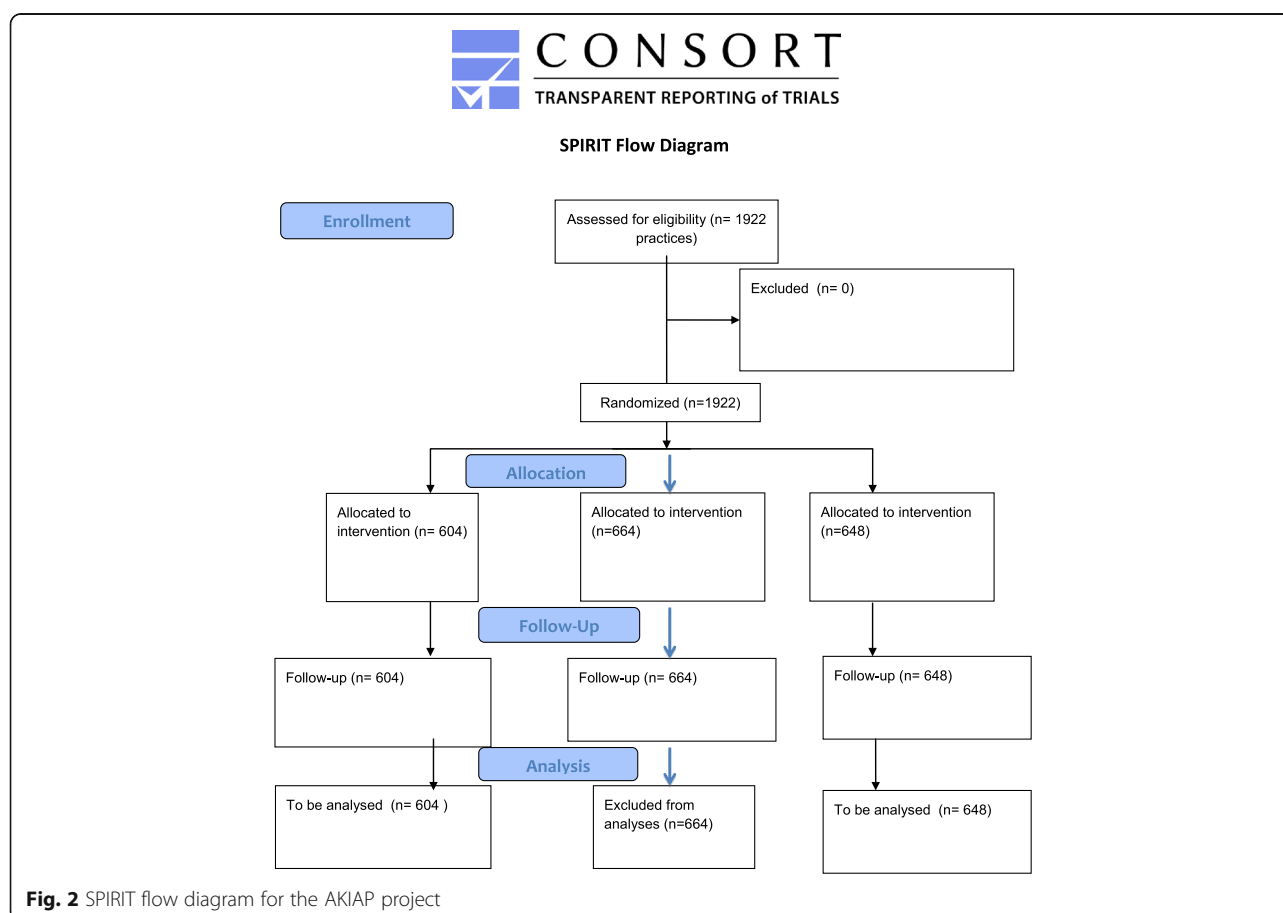 CONSORT
TRANSPARENT REPORTING of TRIALS
SPIRIT Flow Diagram
Enrollment
Assessed for eligibility (n= 1922
practices)
Excluded (n= 0)
Randomized (n=1922)
Allocation
Allocated to
intervention (n= 604)
Allocated to intervention
(n=664)
Allocated to intervention
(n=648)
Follow-Up
Follow-up (n= 604)
Follow-up (n= 664)
Follow-up (n= 648)
Analysis
To be analysed (n= 604 )
Excluded from
analyses (n=664)
To be analysed (n= 648)
Fig. 2 SPIRIT flow diagram for the AKIAP project